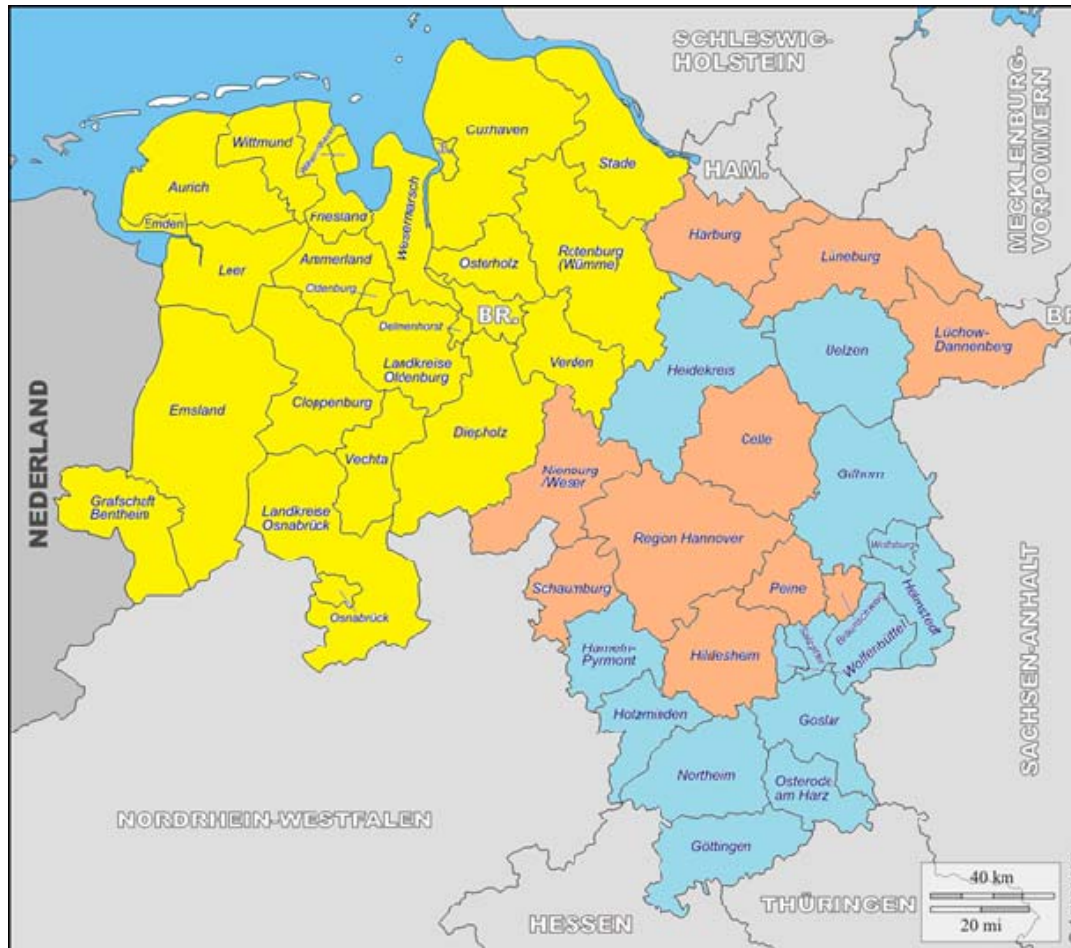 SCHLESWIG-
HOLSTEIN
MECKLENBURG-
VORPOMMERN
Cuxhaven
Wittmund
Stade
HAM.
Aurich
Wesermarsch
Emden
Friesland
Harburg
Rotenburg
(Wümme)
Lüneburg
Leer
Ammerland
Osterholz
Oldenburg
BR.
Delmenhorst
Lüchow-
Dannenberg
Uelzen
Landkreise
Oldenburg
Verden
Heidekreis
NEDERLAND
Emsland
Cloppenburg
Diepholz
Celle
Vechta
Nienburg
/Weser
Gifhorn
Grafschaft
Bentheim
Landkreise
Osnabrück
Region Hannover
Wolfsburg
Schaumburg
Peine
Helmstedt
Braunschweig
Osnabrück
Salzgitter
Wolfenbüttel
Hameln-
Pyrmont
Hildesheim
SACHSEN-ANHALT
Holzminden
Goslar
Northeim
Osterode
am Harz
NORDRHEIN-WESTFALEN
Göttingen
40 km
THÜRINGEN
HESSEN
20 mi